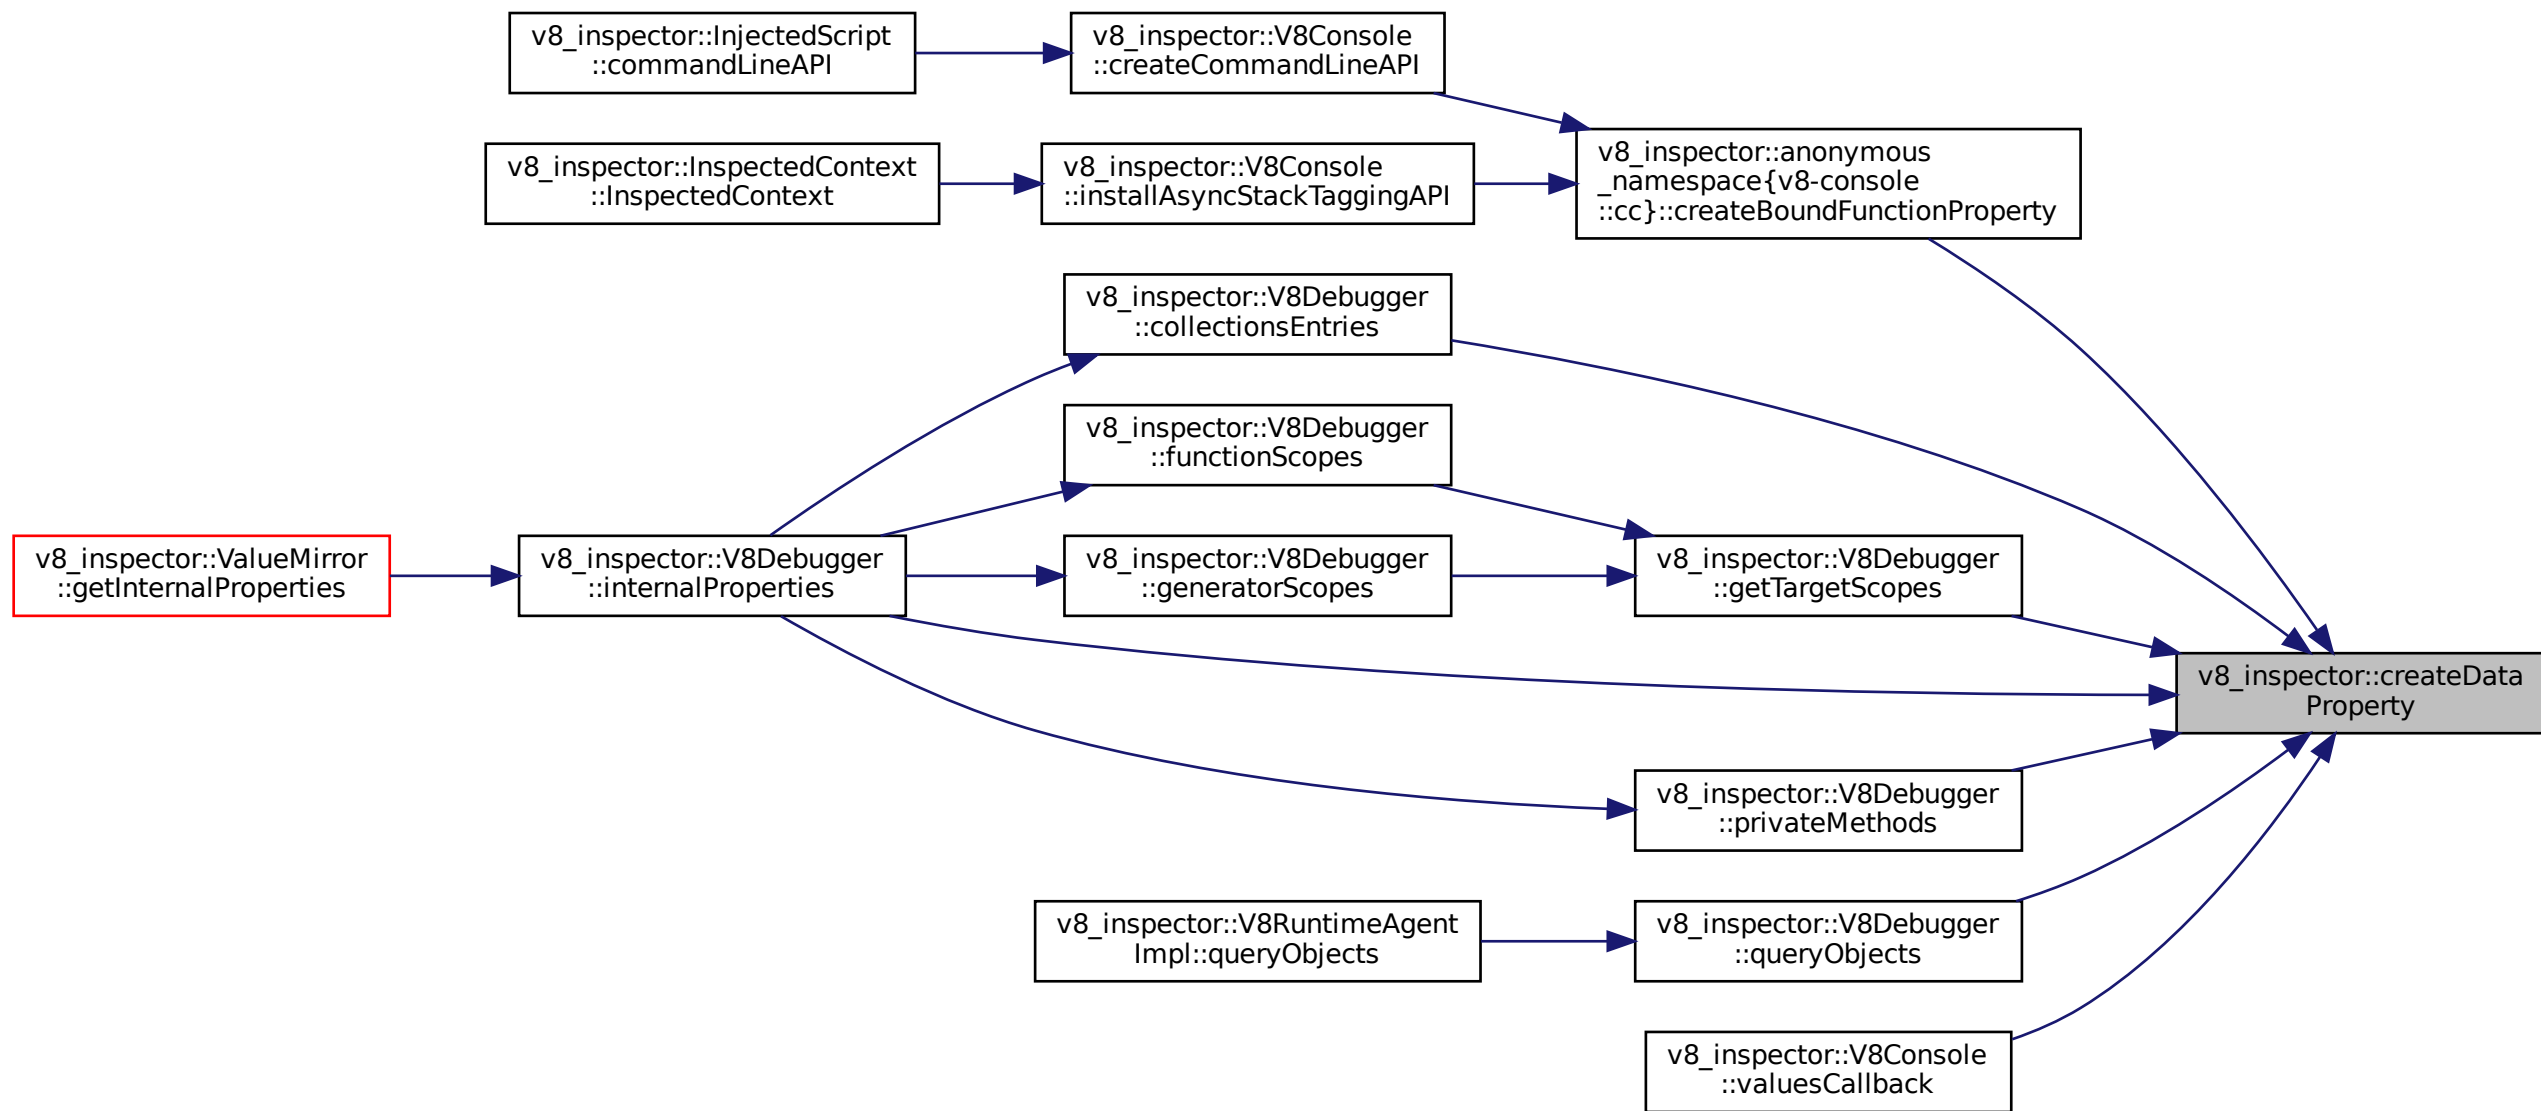 v8_inspector::InjectedScript
::commandLineAPI
v8_inspector::V8Console
::createCommandLineAPI
v8_inspector::InspectedContext
::InspectedContext
v8_inspector::V8Console
::installAsyncStackTaggingAPI
v8_inspector::anonymous
_namespace{v8-console
::cc}::createBoundFunctionProperty
v8_inspector::V8Debugger
::collectionsEntries
v8_inspector::V8Debugger
::functionScopes
v8_inspector::ValueMirror
::getInternalProperties
v8_inspector::V8Debugger
::internalProperties
v8_inspector::V8Debugger
::generatorScopes
v8_inspector::V8Debugger
::getTargetScopes
v8_inspector::createData
Property
v8_inspector::V8Debugger
::privateMethods
v8_inspector::V8RuntimeAgent
Impl::queryObjects
v8_inspector::V8Debugger
::queryObjects
v8_inspector::V8Console
::valuesCallback